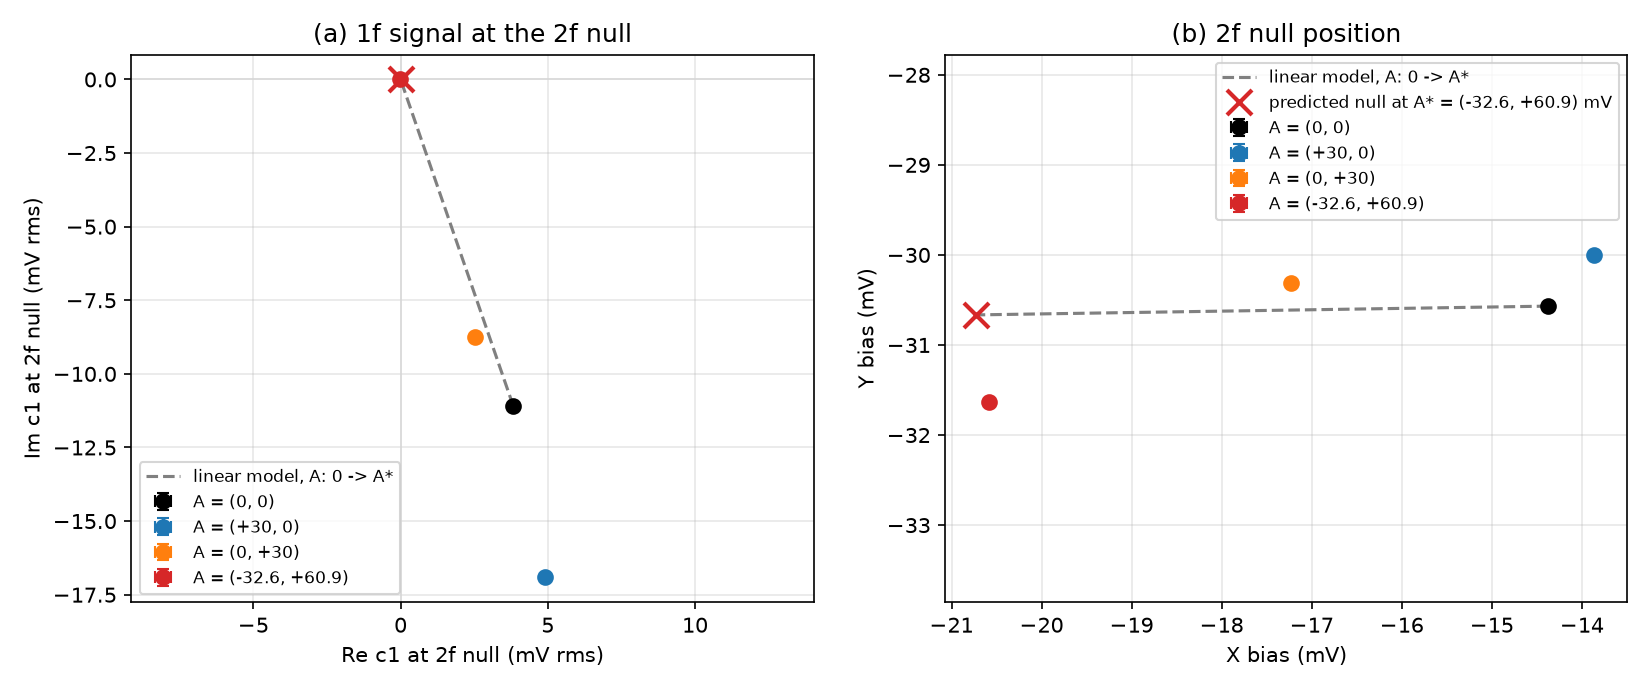 (a) 1f signal at the 2f null
0.0
−2.5
−5.0
−7.5
−10.0
−12.5
−15.0
−17.5
Im c1 at 2f null (mV rms)
linear model, A: 0 -> A*
A = (0, 0)
A = (+30, 0)
A = (0, +30)
A = (-32.6, +60.9)
−5
0
5
10
Re c1 at 2f null (mV rms)
(b) 2f null position
−28
−29
−30
−31
−32
−33
Y bias (mV)
linear model, A: 0 -> A*
predicted null at A* = (-32.6, +60.9) mV
A = (0, 0)
A = (+30, 0)
A = (0, +30)
A = (-32.6, +60.9)
−21
−20
−19
−18
−17
−16
−15
−14
X bias (mV)